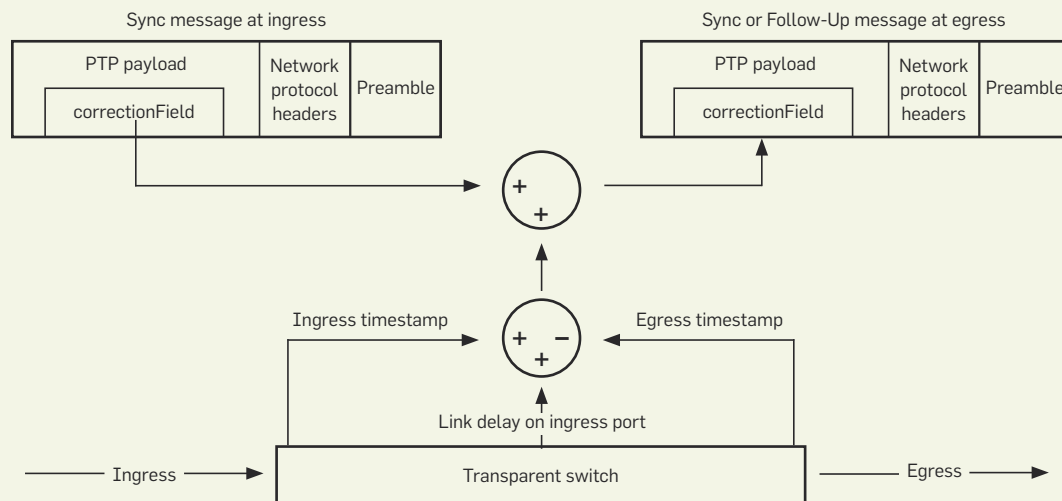 Sync message at ingress
Sync or Follow-Up message at egress
PTP payload
correctionField
Network
protocol
headers
Preamble
PTP payload
correctionField
Network
protocol
headers
Preamble
+
+
Ingress timestamp
Egress timestamp
+ −
+
Link delay on ingress port
Ingress
Transparent switch
Egress